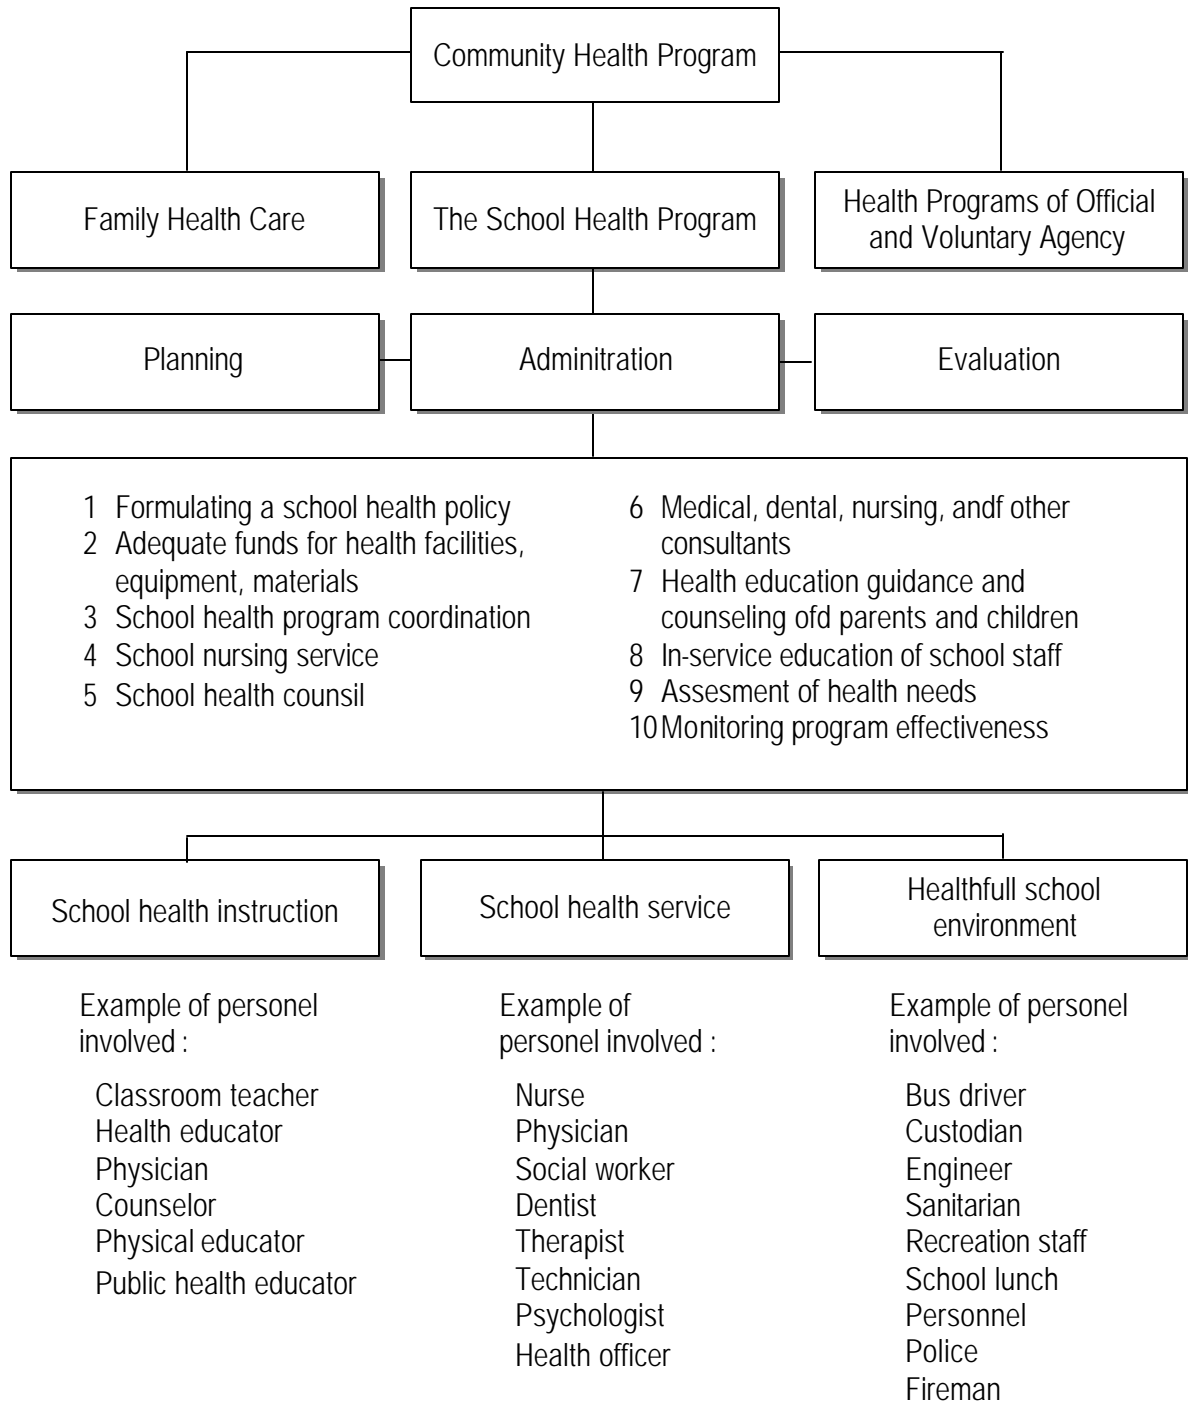 Community Health Program
Family Health Care
The School Health Program
Health Programs of Official
and Voluntary Agency
Planning
Adminitration
Evaluation
1 Formulating a school health policy
2 Adequate funds for health facilities,
equipment, materials
3 School health program coordination
4 School nursing service
5 School health counsil
6 Medical, dental, nursing, andf other
consultants
7 Health education guidance and
counseling ofd parents and children
8 In-service education of school staff
9 Assesment of health needs
10 Monitoring program effectiveness
School health instruction
School health service
Healthfull school
environment
Example of personel
involved :
Classroom teacher
Health educator
Physician
Counselor
Physical educator
Public health educator
Example of
personel involved :
Nurse
Physician
Social worker
Dentist
Therapist
Technician
Psychologist
Health officer
Example of personel
involved :
Bus driver
Custodian
Engineer
Sanitarian
Recreation staff
School lunch
Personnel
Police
Fireman